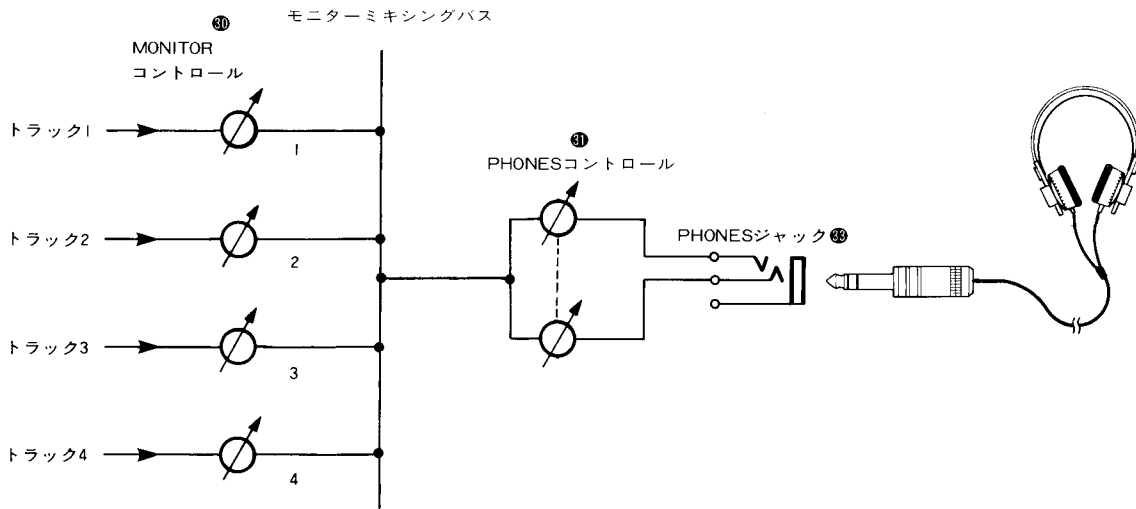 モニターミキシングバス
㉚
MONITOR
コントロール
トラック1
1
㉛
PHONESコントロール
PHONESジャック㉝
トラック2
2
トラック3
3
トラック4
4